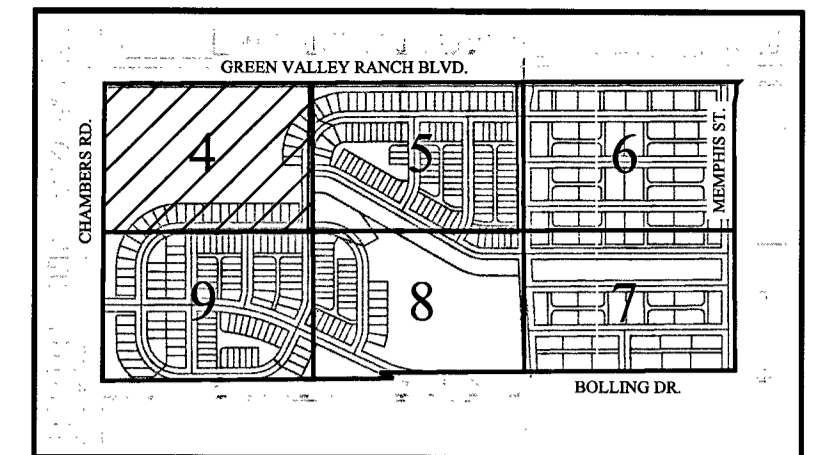 GREEN VALLEY RANCH BLVD.
CHAMBERS RD.
MEMPHIS ST.
4
5
6
9
8
7
BOLLING DR.